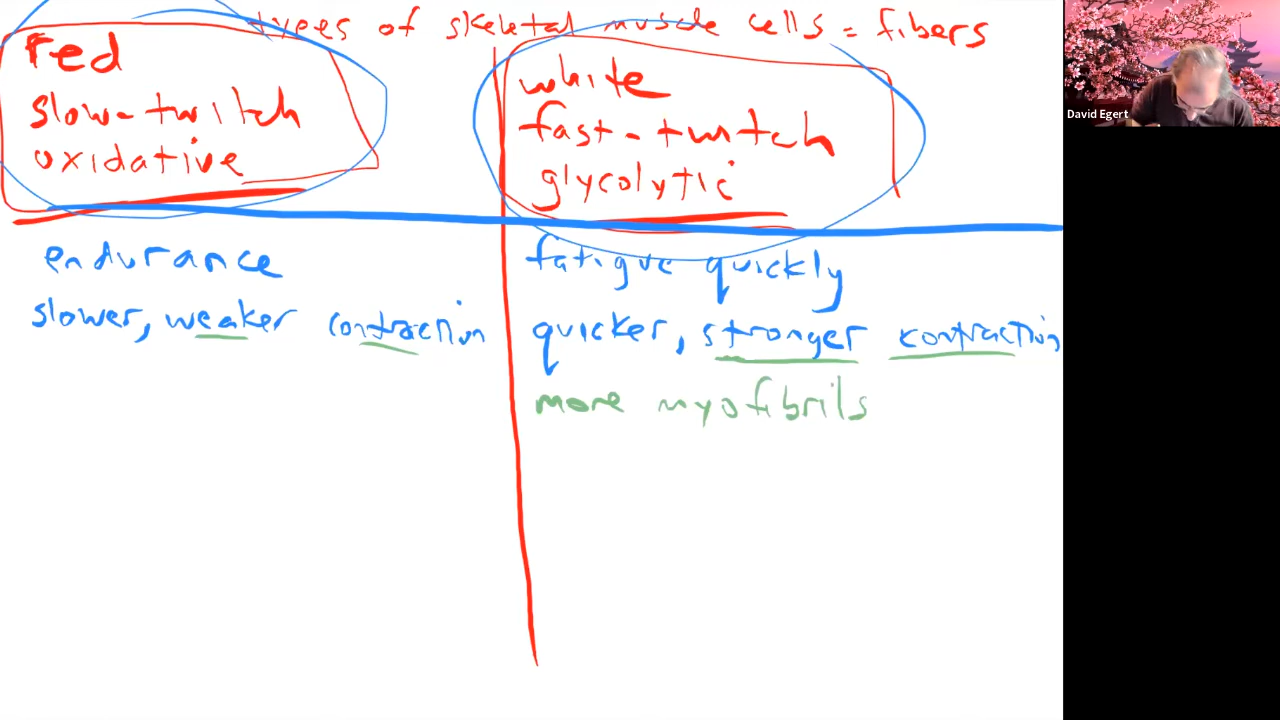 types of skeletal muscle cells = fibers
red
slow-twitch
oxidative
white
fast-twitch
glycolytic
endurance
slower, weaker contraction
fatigue quickly
quicker, stronger contraction
more myofibrils
David Egert